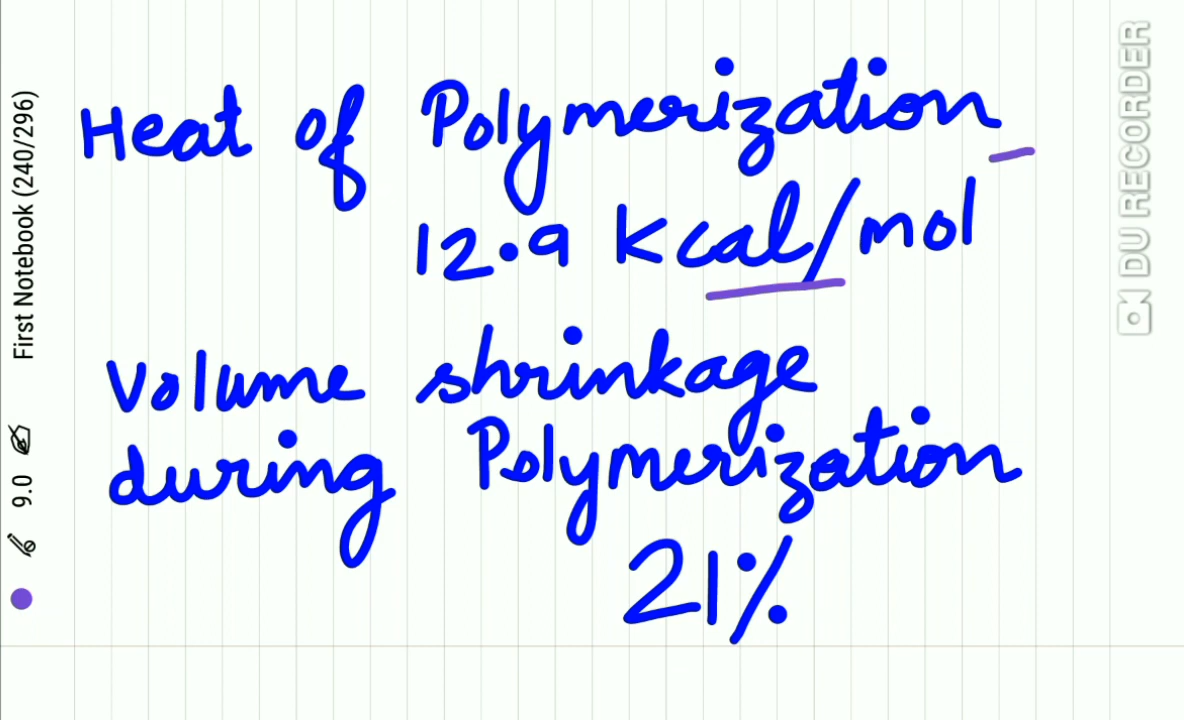 Heat of Polymerization
12.9 Kcal/mol
Volume shrinkage
during Polymerization
21%
First Notebook (240/296)
9.0
DU RECORDER